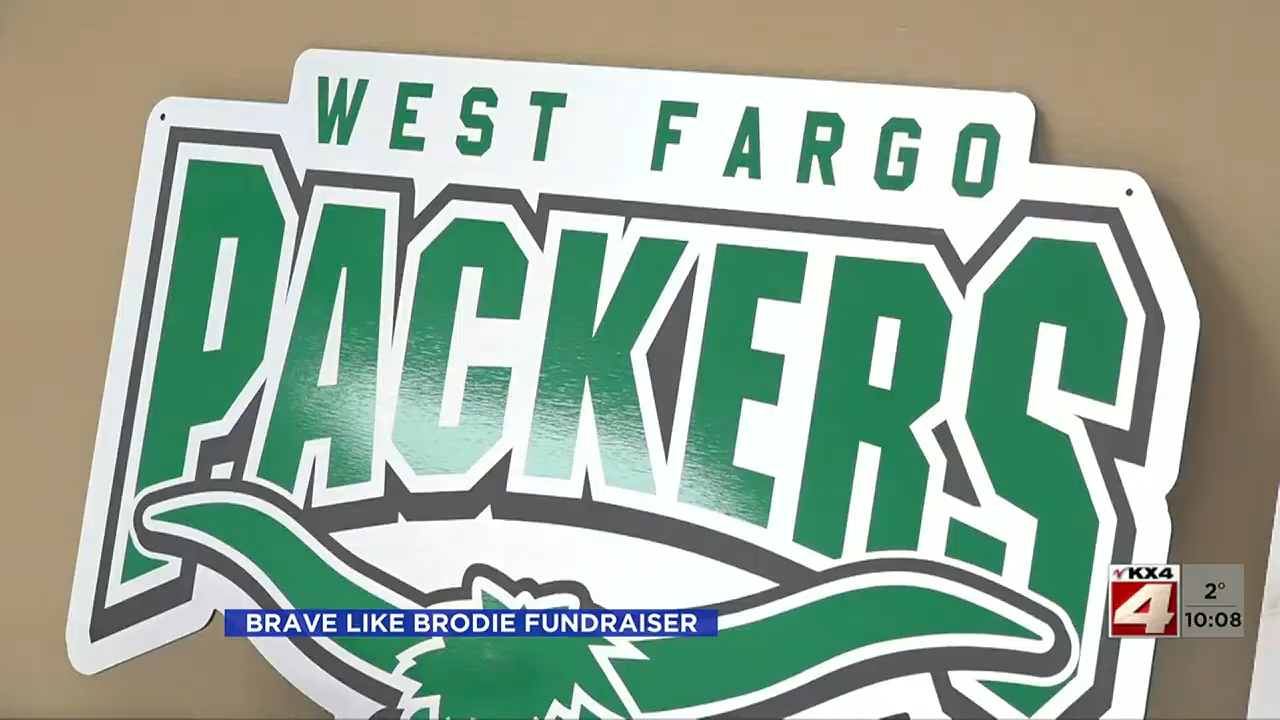 WEST FARGO
PACKERS
BRAVE LIKE BRODIE FUNDRAISER
KX4
4
2°
10:08